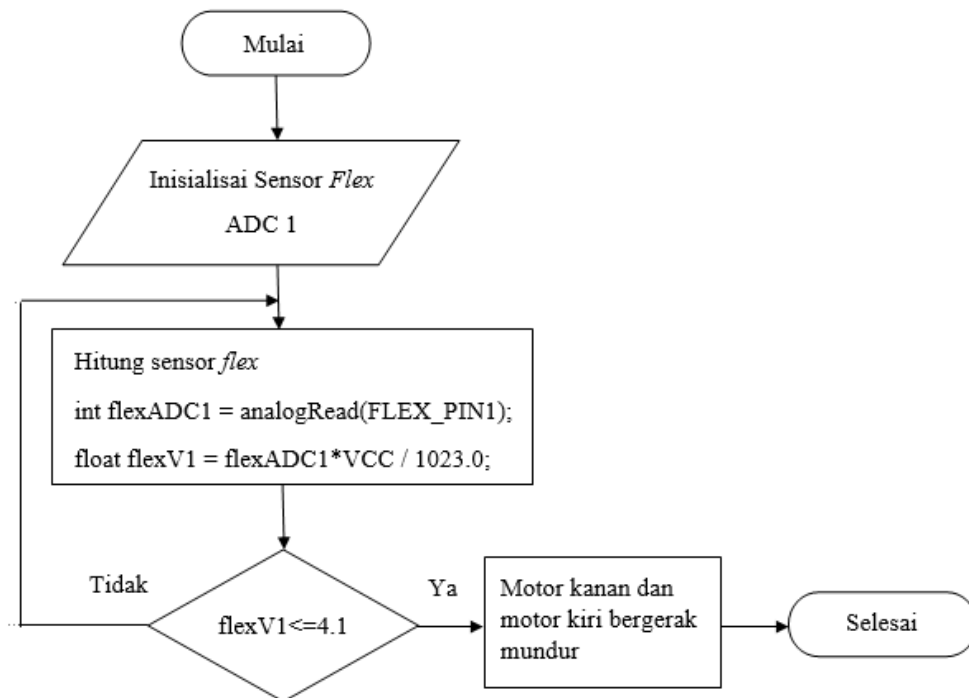 Mulai
Inisialisai Sensor Flex
ADC 1
Hitung sensor flex
int flexADC1 = analogRead(FLEX_PIN1);
float flexV1 = flexADC1*VCC / 1023.0;
Tidak
flexV1<=4.1
Ya
Motor kanan dan
motor kiri bergerak
mundur
Selesai